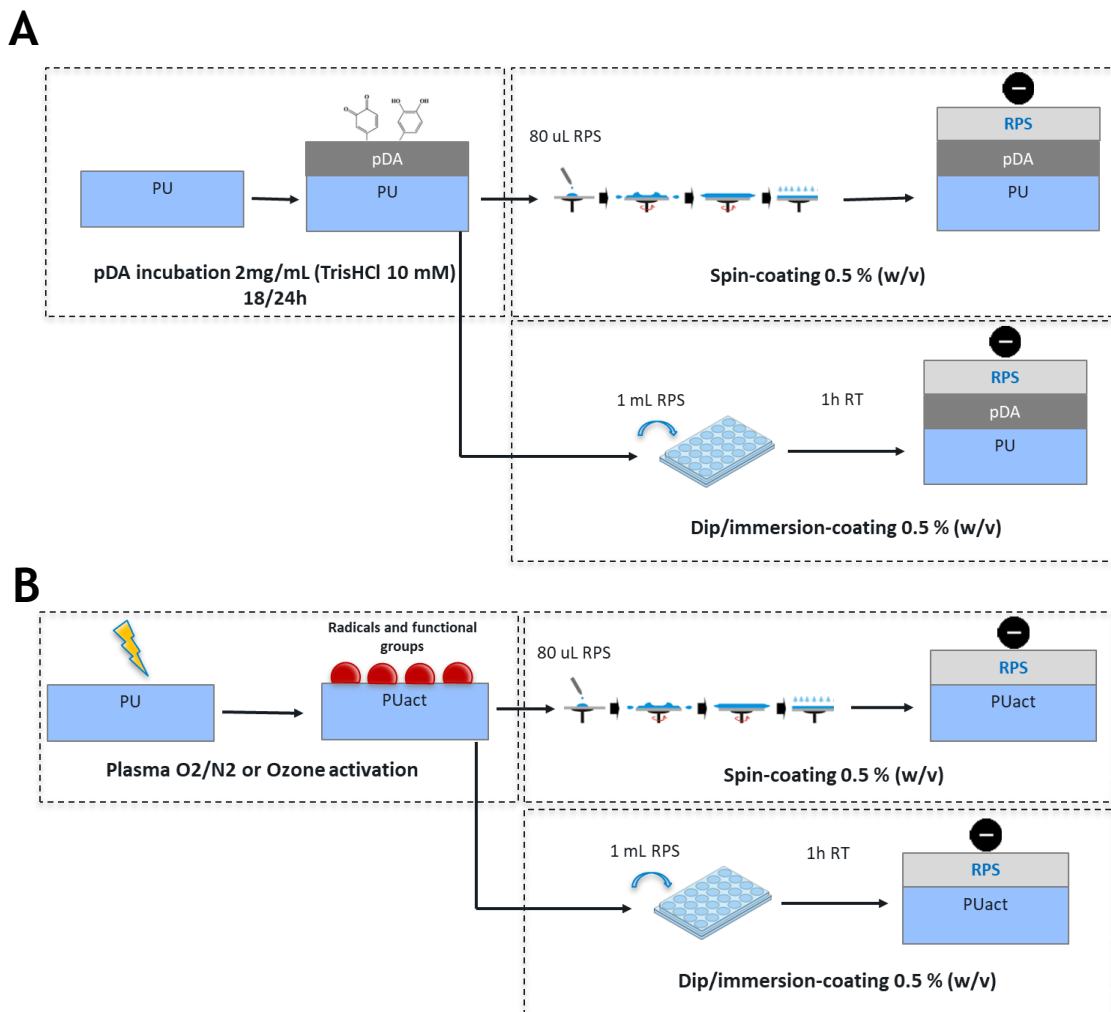 A
O
O
HO
OH
pDA
PU
PU
pDA incubation 2mg/mL (TrisHCl 10 mM)
18/24h
80 uL RPS
RPS
pDA
PU
Spin-coating 0.5 % (w/v)
1 mL RPS
1h RT
RPS
pDA
PU
Dip/immersion-coating 0.5 % (w/v)
B
PU
Radicals and functional
groups
PUact
Plasma O2/N2 or Ozone activation
80 uL RPS
RPS
PUact
Spin-coating 0.5 % (w/v)
1 mL RPS
1h RT
RPS
PUact
Dip/immersion-coating 0.5 % (w/v)